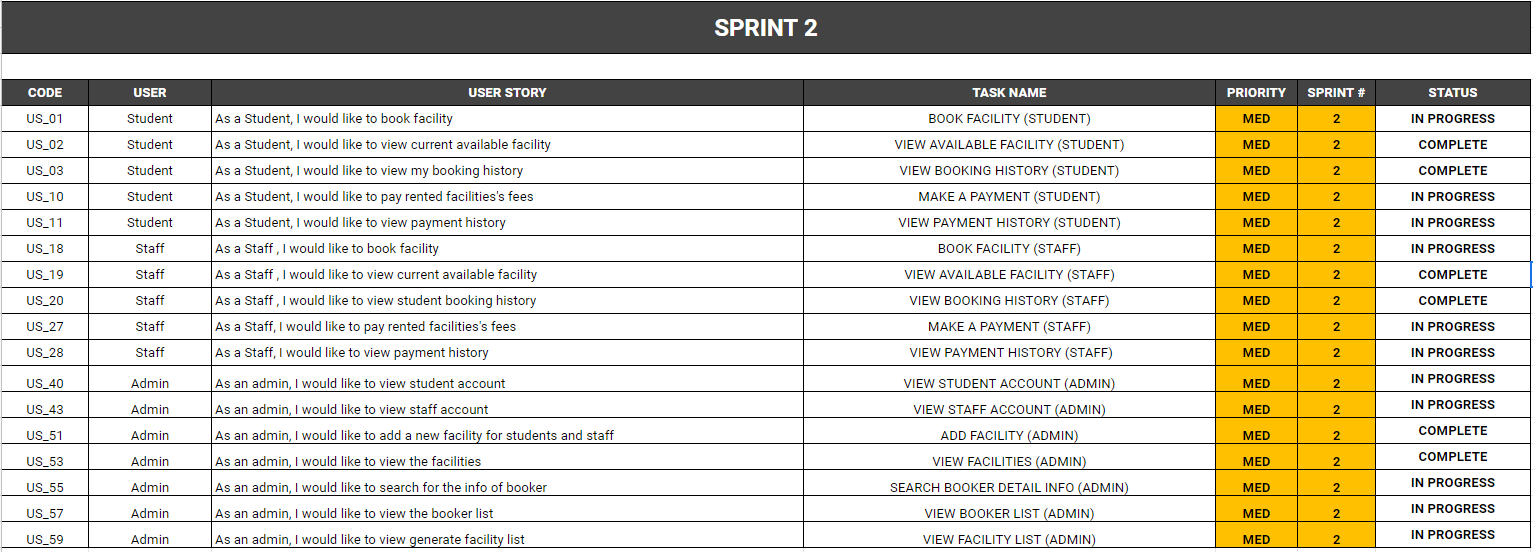 SPRINT 2
CODE USER USER STORY TASK NAME PRIORITY SPRINT # STATUS
US_01 Student As a Student, I would like to book facility BOOK FACILITY (STUDENT) MED 2 IN PROGRESS
US_02 Student As a Student, I would like to view current available facility VIEW AVAILABLE FACILITY (STUDENT) MED 2 COMPLETE
US_03 Student As a Student, I would like to view my booking history VIEW BOOKING HISTORY (STUDENT) MED 2 COMPLETE
US_10 Student As a Student, I would like to pay rented facilities's fees MAKE A PAYMENT (STUDENT) MED 2 IN PROGRESS
US_11 Student As a Student, I would like to view payment history VIEW PAYMENT HISTORY (STUDENT) MED 2 IN PROGRESS
US_18 Staff As a Staff , I would like to book facility BOOK FACILITY (STAFF) MED 2 IN PROGRESS
US_19 Staff As a Staff , I would like to view current available facility VIEW AVAILABLE FACILITY (STAFF) MED 2 COMPLETE
US_20 Staff As a Staff , I would like to view student booking history VIEW BOOKING HISTORY (STAFF) MED 2 COMPLETE
US_27 Staff As a Staff, I would like to pay rented facilities's fees MAKE A PAYMENT (STAFF) MED 2 IN PROGRESS
US_28 Staff As a Staff, I would like to view payment history VIEW PAYMENT HISTORY (STAFF) MED 2 IN PROGRESS
US_40 Admin As an admin, I would like to view student account VIEW STUDENT ACCOUNT (ADMIN) MED 2 IN PROGRESS
US_43 Admin As an admin, I would like to view staff account VIEW STAFF ACCOUNT (ADMIN) MED 2 IN PROGRESS
US_51 Admin As an admin, I would like to add a new facility for students and staff ADD FACILITY (ADMIN) MED 2 COMPLETE
US_53 Admin As an admin, I would like to view the facilities VIEW FACILITIES (ADMIN) MED 2 COMPLETE
US_55 Admin As an admin, I would like to search for the info of booker SEARCH BOOKER DETAIL INFO (ADMIN) MED 2 IN PROGRESS
US_57 Admin As an admin, I would like to view the booker list VIEW BOOKER LIST (ADMIN) MED 2 IN PROGRESS
US_59 Admin As an admin, I would like to view generate facility list VIEW FACILITY LIST (ADMIN) MED 2 IN PROGRESS